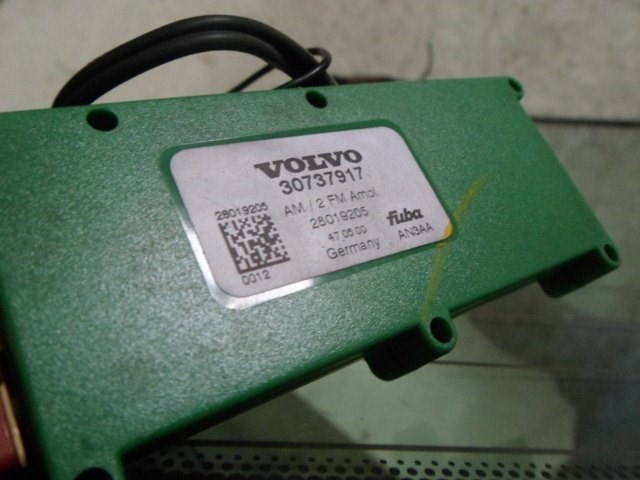 VOLVO
30737917
AM / 2 FM Ampl.
28019205
28019205
47 05 00
fuba
Germany
AN3AA
0012